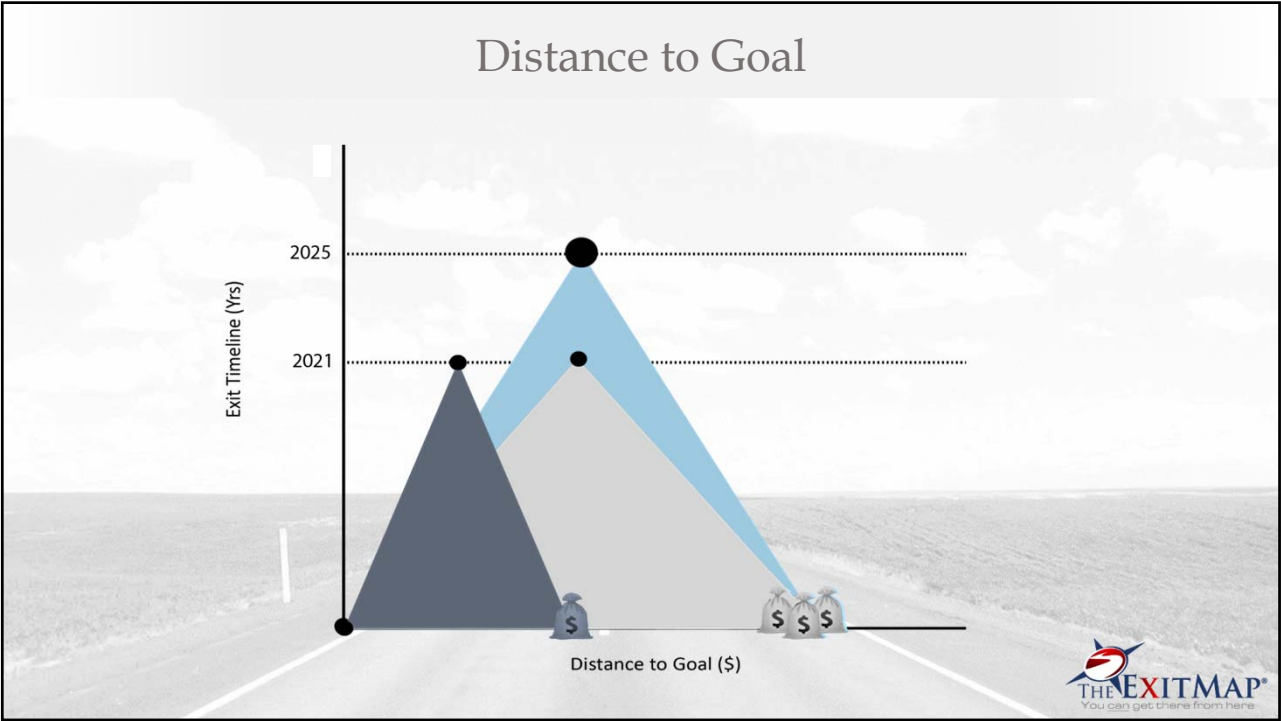 Distance to Goal
2025
Exit Timeline (Yrs)
2021
$
$ $ $
Distance to Goal ($)
THE EXITMAP®
You can get there from here